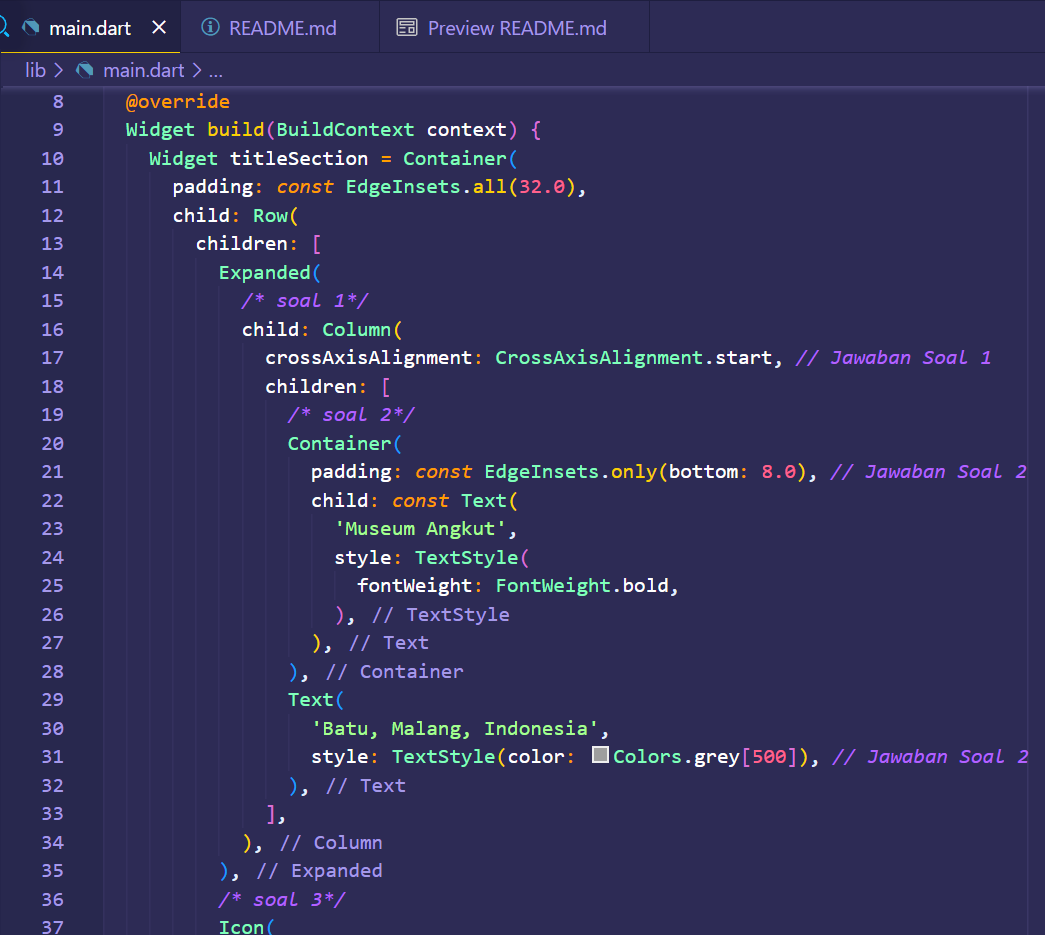 main.dart README.md Preview README.md
lib > main.dart > ...
8 @override
9 Widget build(BuildContext context) {
10 Widget titleSection = Container(
11 padding: const EdgeInsets.all(32.0),
12 child: Row(
13 children: [
14 Expanded(
15 /* soal 1*/
16 child: Column(
17 crossAxisAlignment: CrossAxisAlignment.start, // Jawaban Soal 1
18 children: [
19 /* soal 2*/
20 Container(
21 padding: const EdgeInsets.only(bottom: 8.0), // Jawaban Soal 2
22 child: const Text(
23 'Museum Angkut',
24 style: TextStyle(
25 fontWeight: FontWeight.bold,
26 ), // TextStyle
27 ), // Text
28 ), // Container
29 Text(
30 'Batu, Malang, Indonesia',
31 style: TextStyle(color: Colors.grey[500]), // Jawaban Soal 2
32 ), // Text
33 ],
34 ), // Column
35 ), // Expanded
36 /* soal 3*/
37 Icon(